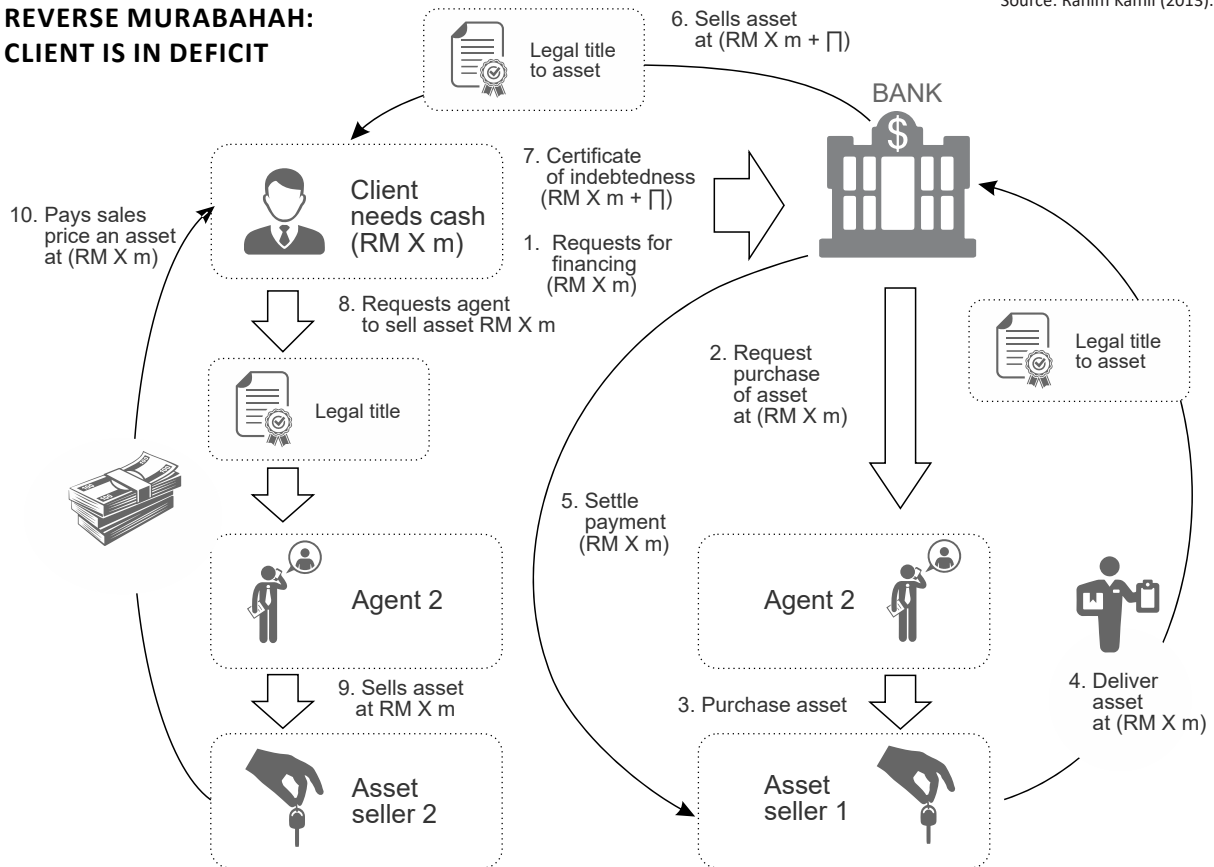 REVERSE MURABAHAH:
CLIENT IS IN DEFICIT
Source: Rahim Kamil (2013).
6. Sells asset
at (RM X m + ∏)
Legal title
to asset
BANK
$
7. Certificate
of indebtedness
(RM X m + ∏)
Client
needs cash
(RM X m)
10. Pays sales
price an asset
at (RM X m)
1. Requests for
financing
(RM X m)
8. Requests agent
to sell asset RM X m
2. Request
purchase
of asset
at (RM X m)
Legal title
to asset
Legal title
5. Settle
payment
(RM X m)
Agent 2
Agent 2
9. Sells asset
at RM X m
3. Purchase asset
4. Deliver
asset
at (RM X m)
Asset
seller 2
Asset
seller 1